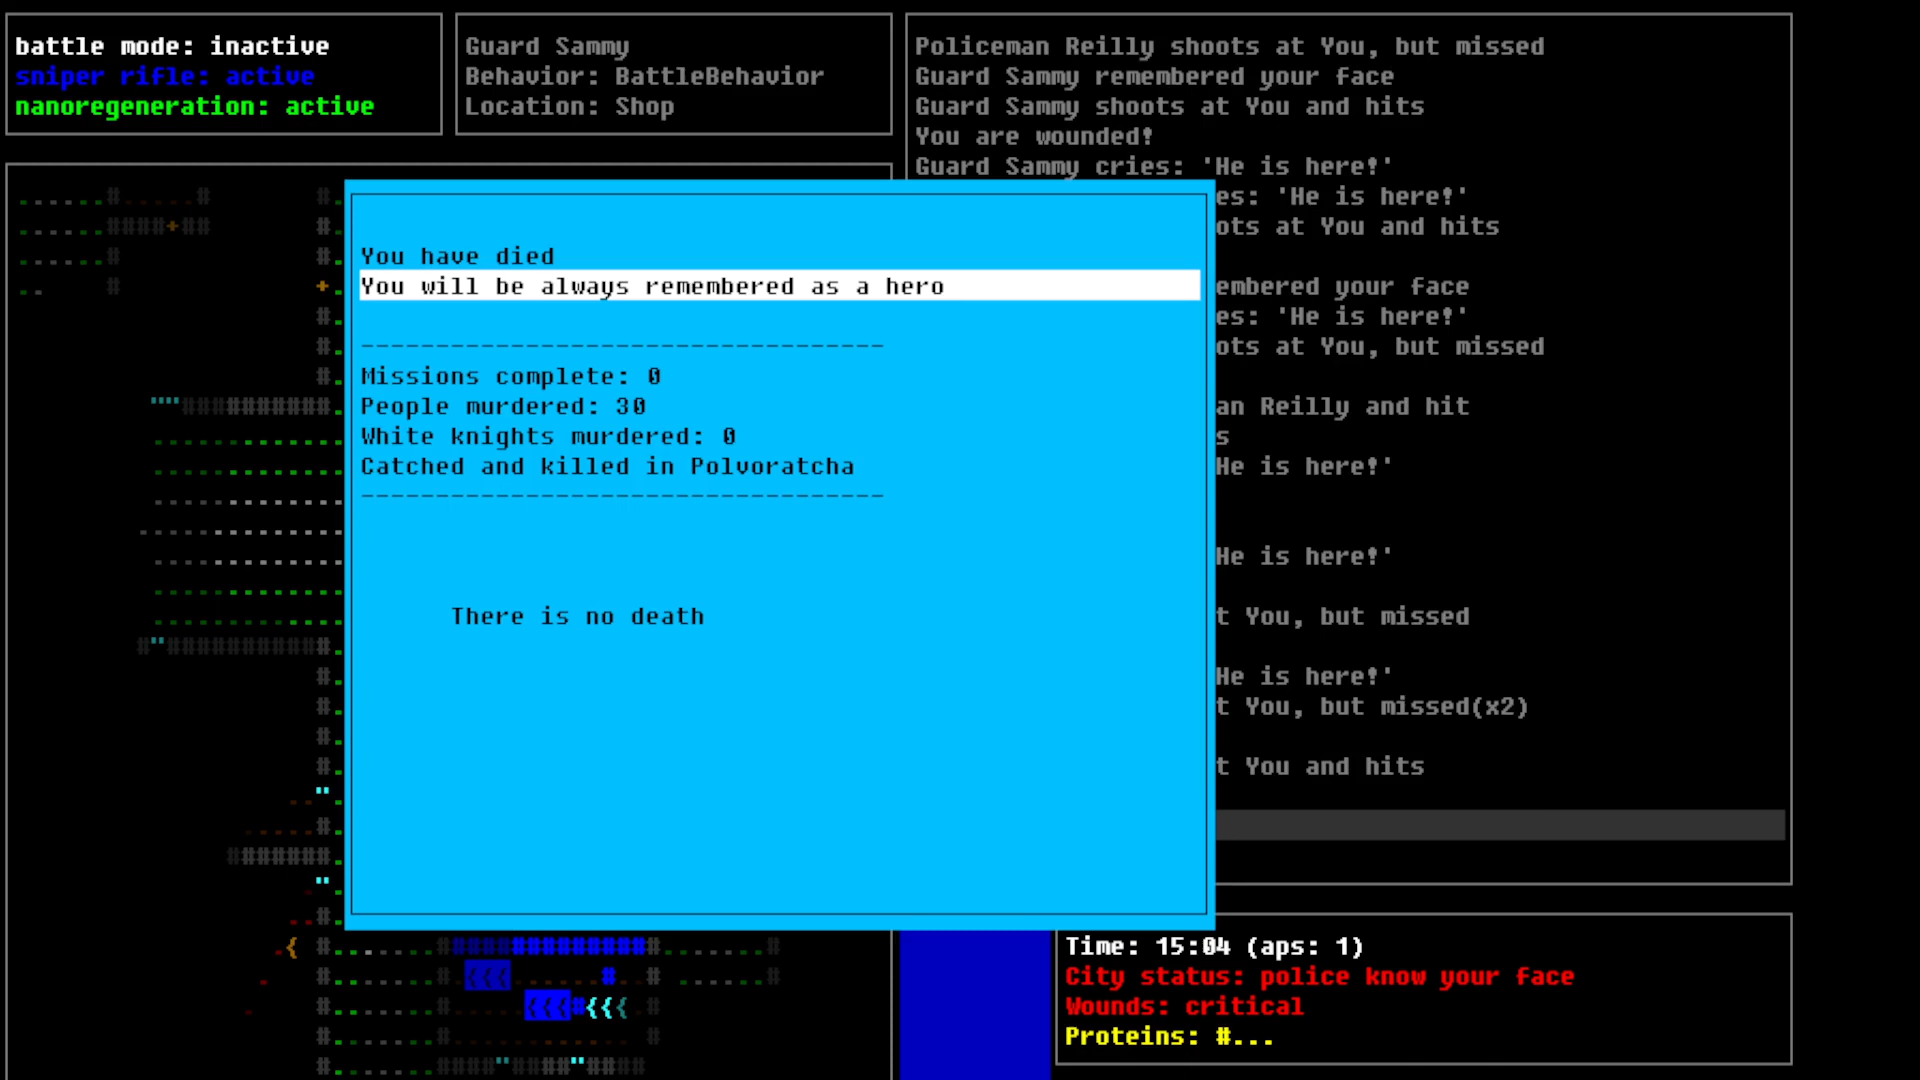 battle mode: inactive
sniper rifle: active
nanoregeneration: active
Guard Sammy
Behavior: BattleBehavior
Location: Shop
Policeman Reilly shoots at You, but missed
Guard Sammy remembered your face
Guard Sammy shoots at You and hits
You are wounded!
Guard Sammy cries: 'He is here!'
es: 'He is here!'
ots at You and hits
embered your face
es: 'He is here!'
ots at You, but missed
an Reilly and hit
s
He is here!'
He is here!'
t You, but missed
He is here!'
t You, but missed(x2)
t You and hits
You have died
You will be always remembered as a hero
-----------------------------------
Missions complete: 0
People murdered: 30
White knights murdered: 0
Catched and killed in Polvoratcha
-----------------------------------
There is no death
Time: 15:04 (aps: 1)
City status: police know your face
Wounds: critical
Proteins: #...